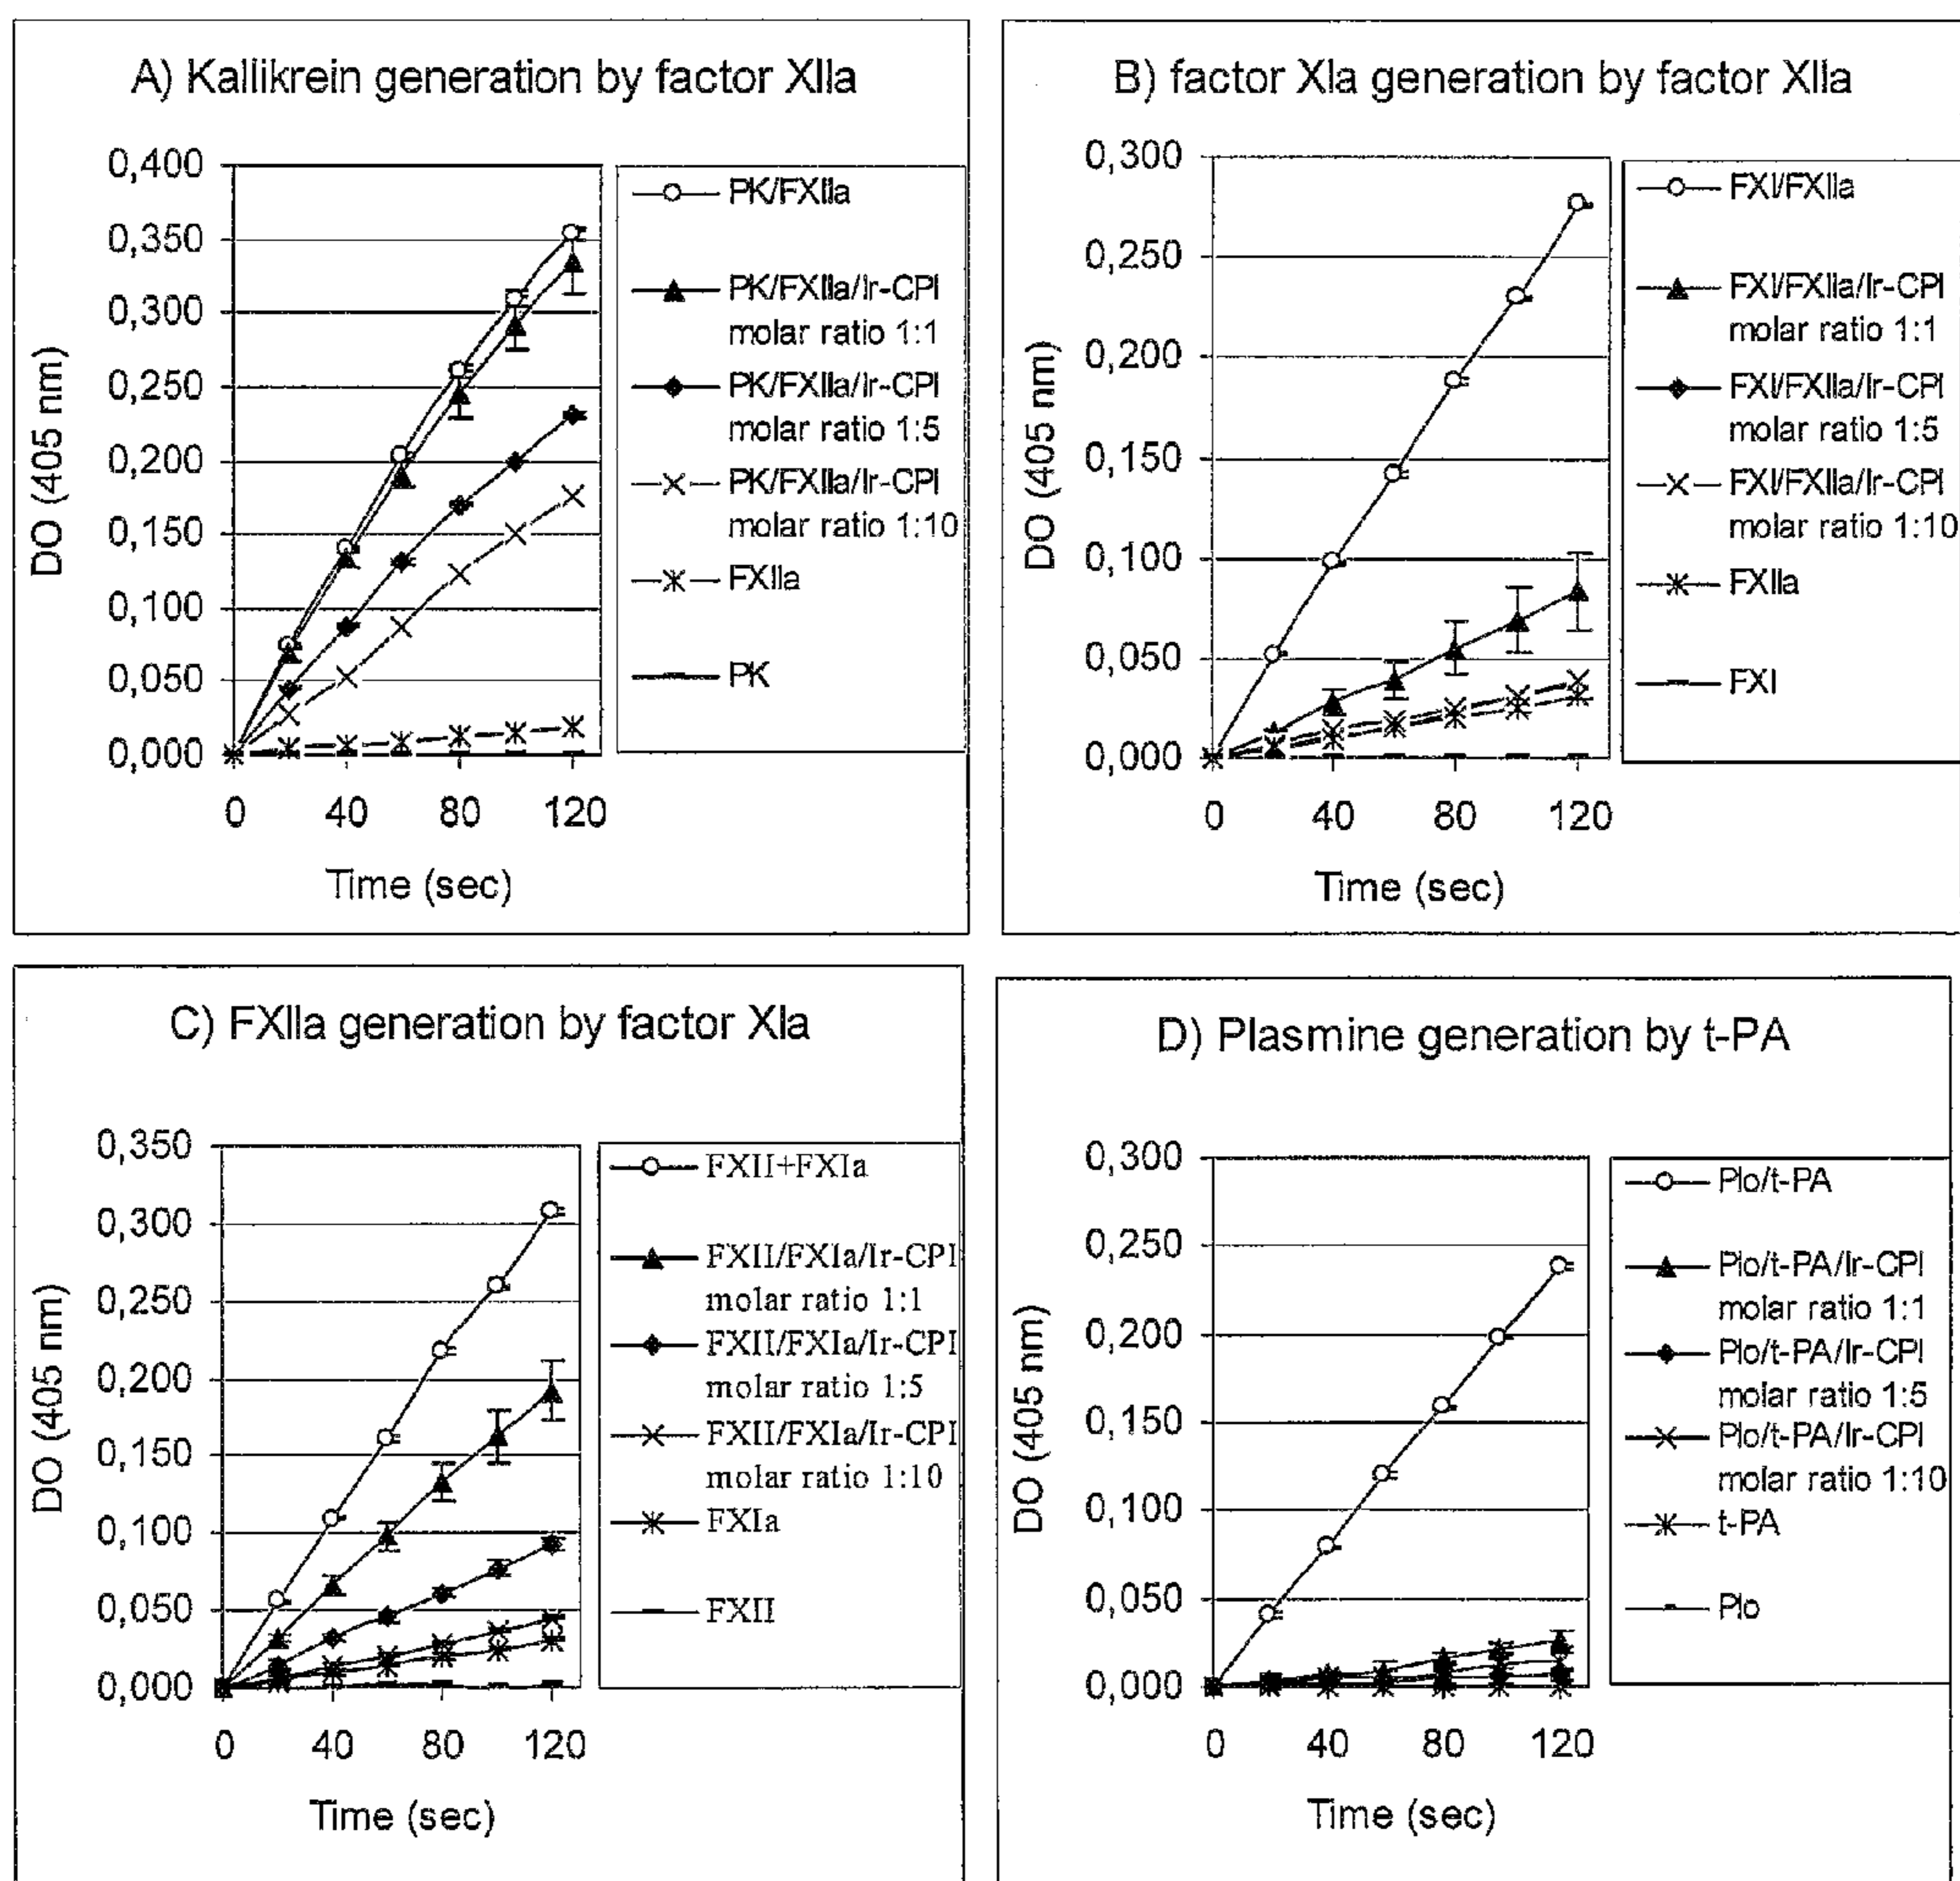 A) Kallikrein generation by factor XIIa
0,400
0,350
0,300
0,250
0,200
0,150
0,100
0,050
0,000
DO (405 nm)
0 40 80 120
Time (sec)
PK/FXIIa
PK/FXIIa/Ir-CPI
molar ratio 1:1
PK/FXIIa/Ir-CPI
molar ratio 1:5
PK/FXIIa/Ir-CPI
molar ratio 1:10
FXIIa
PK
B) factor XIa generation by factor XIIa
0,300
0,250
0,200
0,150
0,100
0,050
0,000
DO (405 nm)
0 40 80 120
Time (sec)
FXI/FXIIa
FXI/FXIIa/Ir-CPI
molar ratio 1:1
FXI/FXIIa/Ir-CPI
molar ratio 1:5
FXI/FXIIa/Ir-CPI
molar ratio 1:10
FXIIa
FXI
C) FXIIa generation by factor XIa
0,350
0,300
0,250
0,200
0,150
0,100
0,050
0,000
DO (405 nm)
0 40 80 120
Time (sec)
FXII+FXIa
FXII/FXIa/Ir-CPI
molar ratio 1:1
FXII/FXIa/Ir-CPI
molar ratio 1:5
FXII/FXIa/Ir-CPI
molar ratio 1:10
FXIa
FXII
D) Plasmine generation by t-PA
0,300
0,250
0,200
0,150
0,100
0,050
0,000
DO (405 nm)
0 40 80 120
Time (sec)
Plo/t-PA
Plo/t-PA/Ir-CPI
molar ratio 1:1
Plo/t-PA/Ir-CPI
molar ratio 1:5
Plo/t-PA/Ir-CPI
molar ratio 1:10
t-PA
Plo